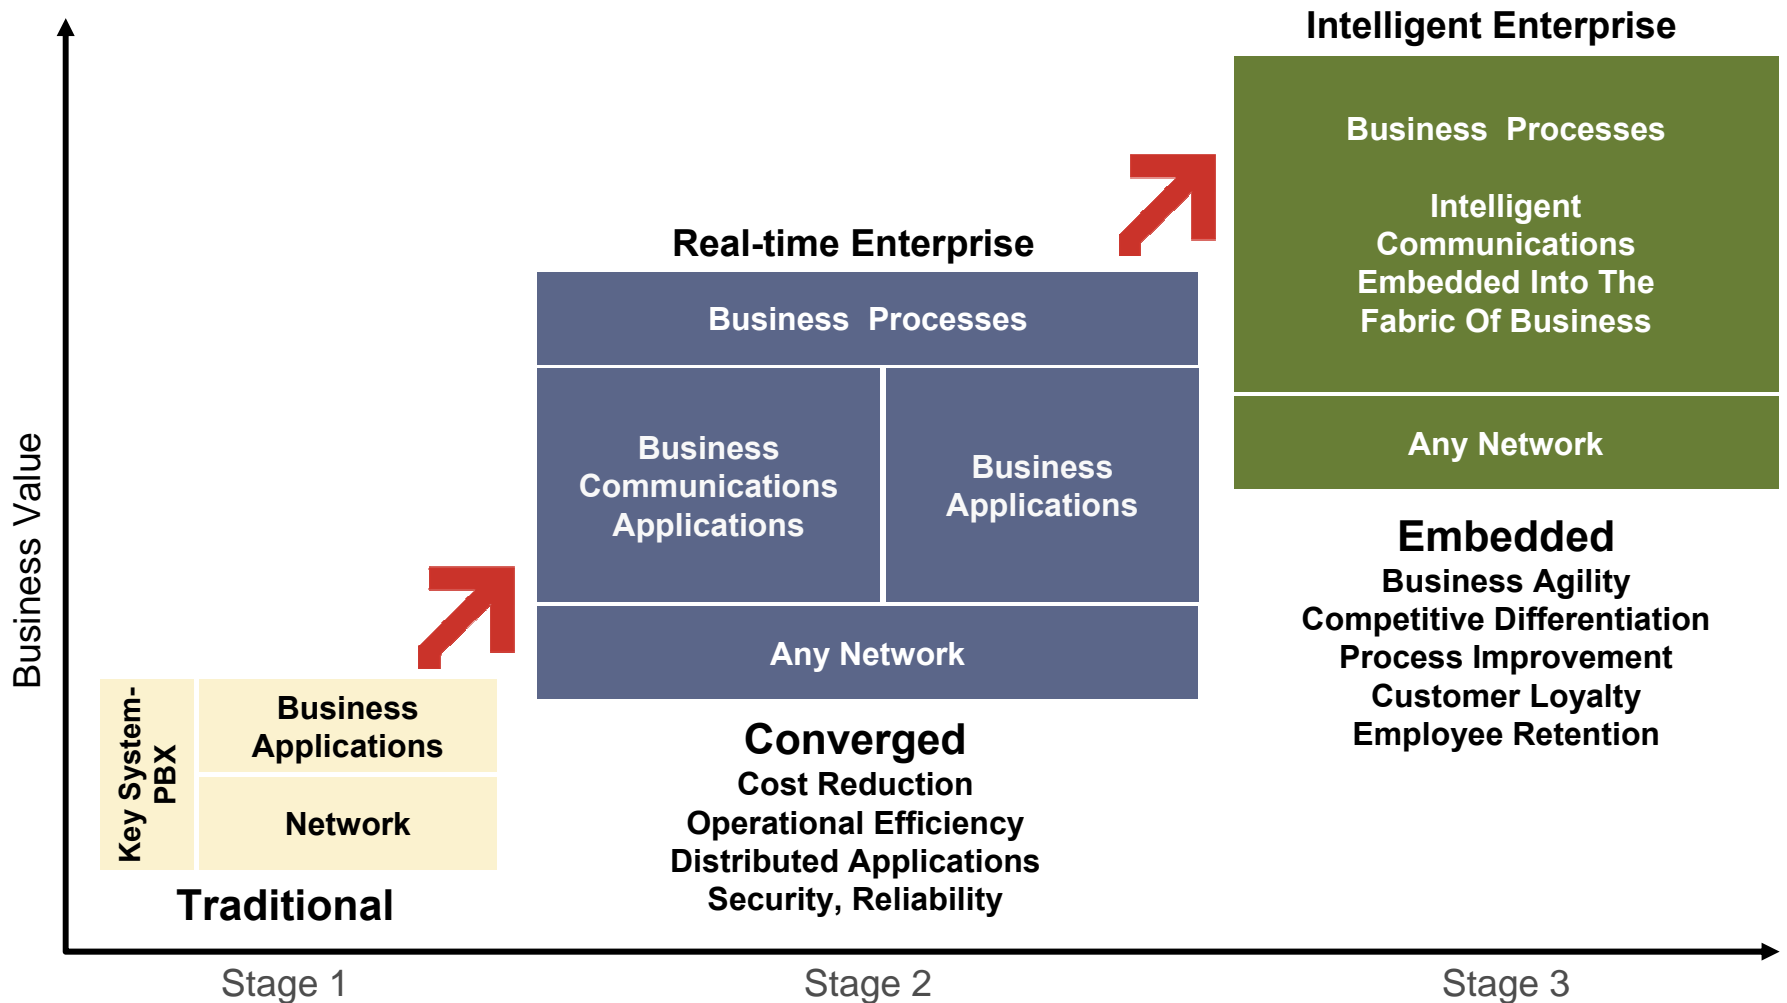 Business Value
Key System-
PBX
Business
Applications
Network
Traditional
Stage 1
Real-time Enterprise
Business Processes
Business
Communications
Applications
Business
Applications
Any Network
Converged
Cost Reduction
Operational Efficiency
Distributed Applications
Security, Reliability
Stage 2
Intelligent Enterprise
Business Processes
Intelligent
Communications
Embedded Into The
Fabric Of Business
Any Network
Embedded
Business Agility
Competitive Differentiation
Process Improvement
Customer Loyalty
Employee Retention
Stage 3